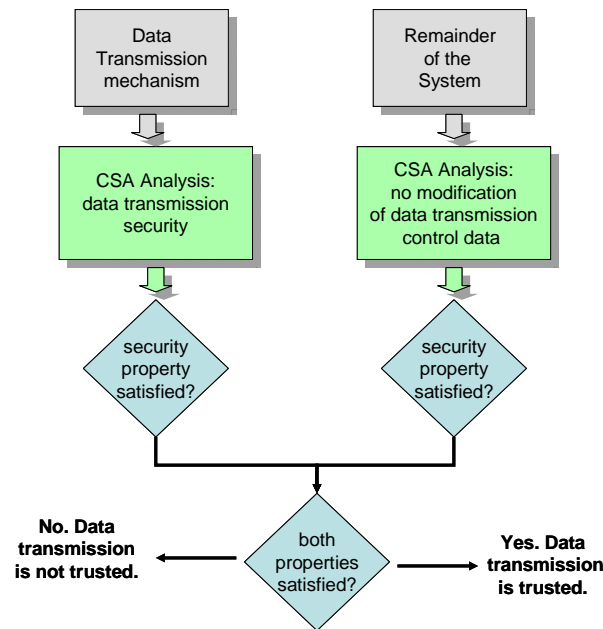 Data
Transmission
mechanism
Remainder
of the
System
CSA Analysis:
data transmission
security
CSA Analysis:
no modification
of data transmission
control data
security
property
satisfied?
security
property
satisfied?
No. Data
transmission
is not trusted.
both
properties
satisfied?
Yes. Data
transmission
is trusted.